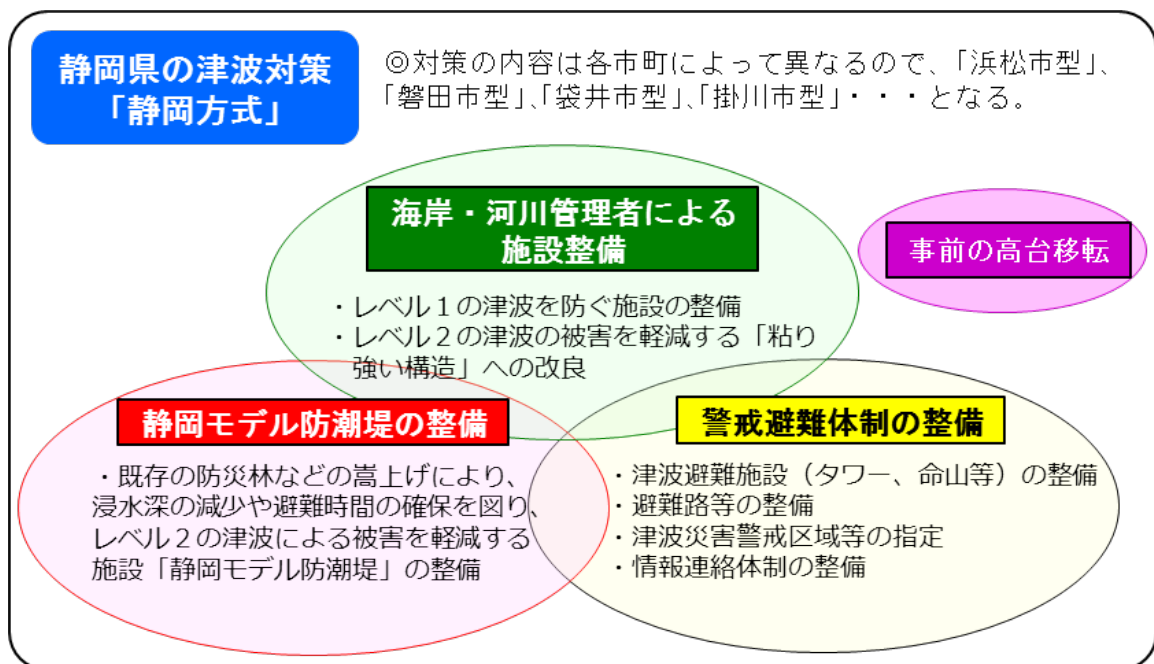 静岡県の津波対策
「静岡方式」
◎対策の内容は各市町によって異なるので、「浜松市型」、
「磐田市型」、「袋井市型」、「掛川市型」・・・となる。
海岸・河川管理者による
施設整備
・レベル１の津波を防ぐ施設の整備
・レベル２の津波の被害を軽減する「粘り
強い構造」への改良
事前の高台移転
静岡モデル防潮堤の整備
・既存の防災林などの嵩上げにより、
浸水深の減少や避難時間の確保を図り、
レベル２の津波による被害を軽減する
施設「静岡モデル防潮堤」の整備
警戒避難体制の整備
・津波避難施設（タワー、命山等）の整備
・避難路等の整備
・津波災害警戒区域等の指定
・情報連絡体制の整備